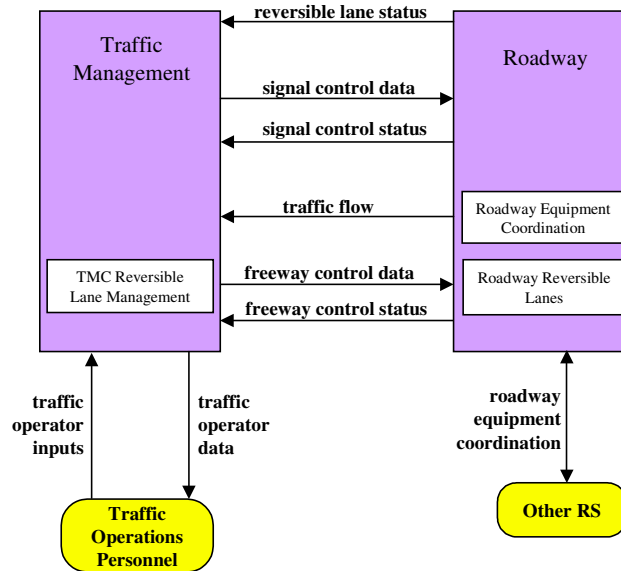 reversible lane status
Traffic
Management
Roadway
signal control data
signal control status
traffic flow
Roadway Equipment
Coordination
TMC Reversible
Lane Management
freeway control data
Roadway Reversible
Lanes
freeway control status
traffic
operator
inputs
traffic
operator
data
roadway
equipment
coordination
Traffic
Operations
Personnel
Other RS